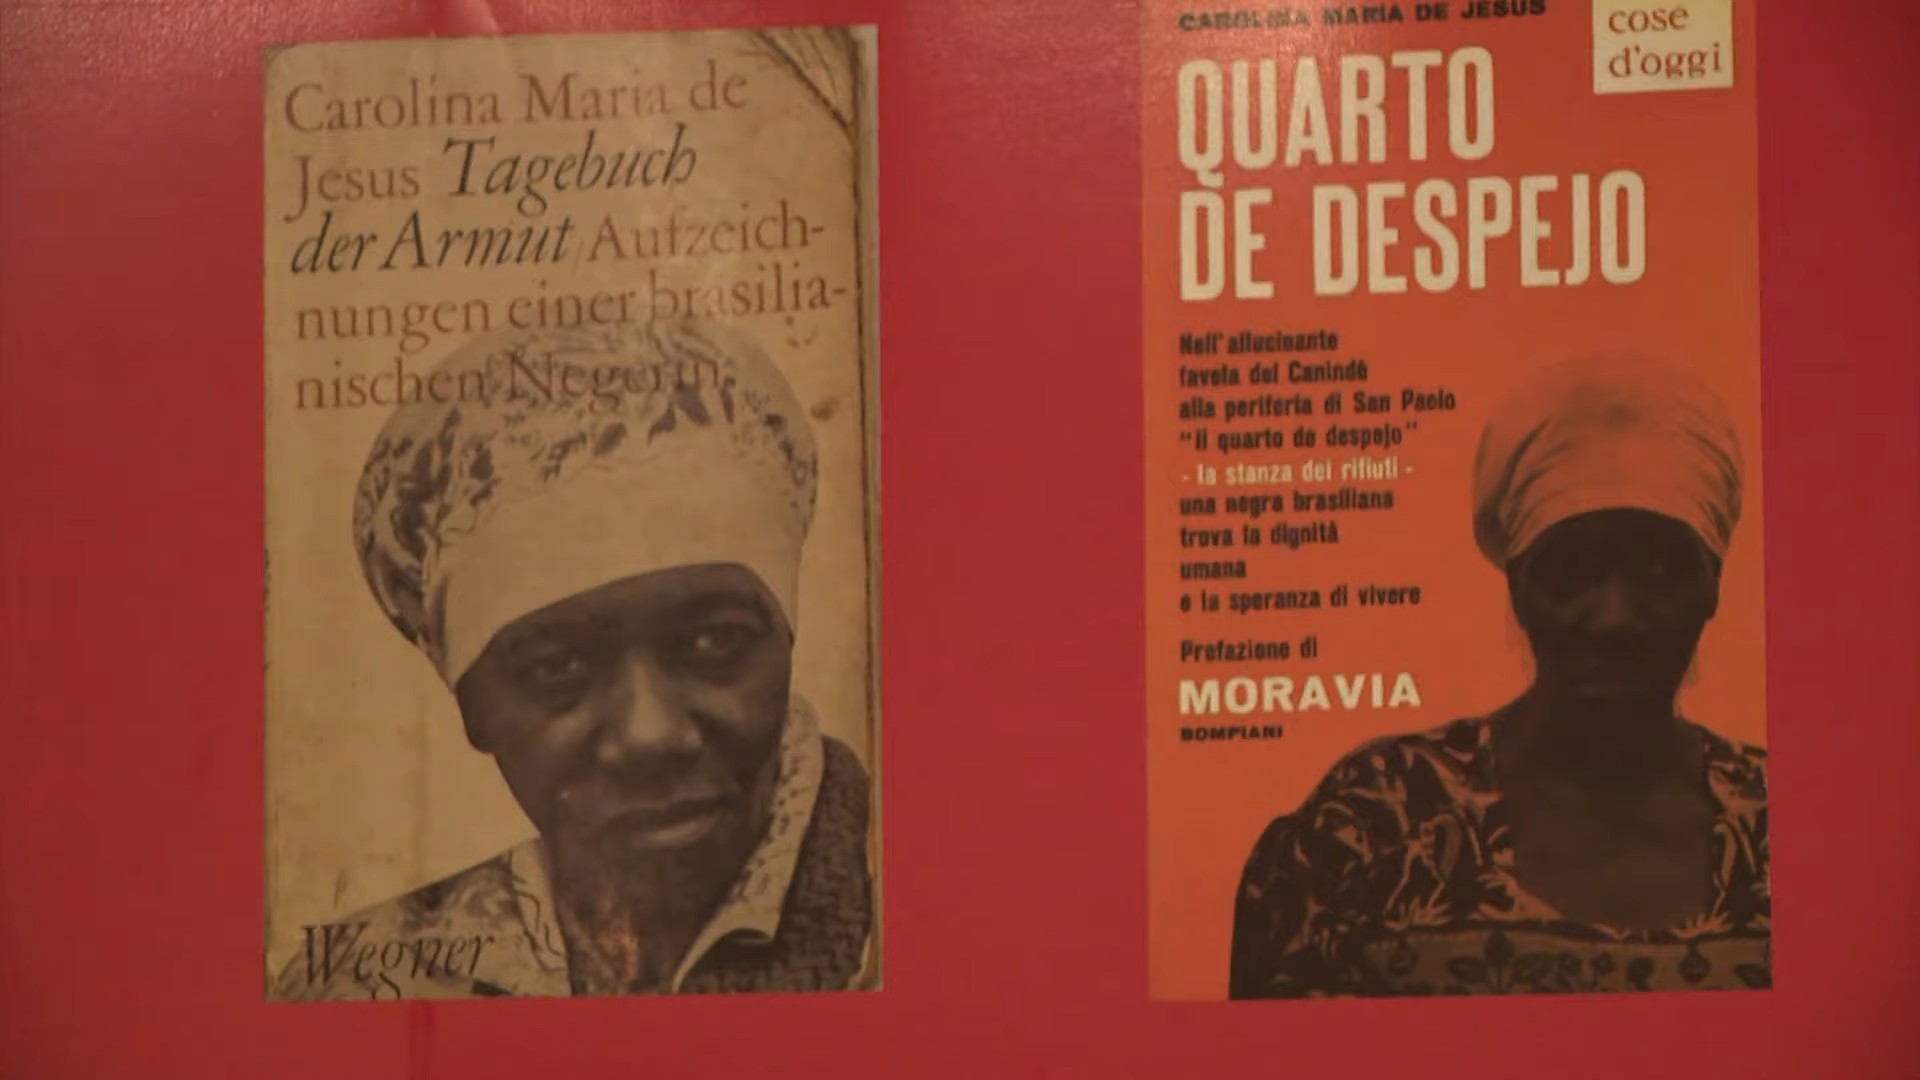 Carolina Maria de
Jesus Tagebuch
der Armut Aufzeich-
nungen einer brasilia-
nischen Negerin
Wegner
CAROLINA MARIA DE JESUS
cose
d'oggi
QUARTO
DE DESPEJO
Nell'allucinante
favela del Canindè
alla periferia di San Paolo
"il quarto de despejo"
- la stanza dei rifiuti -
una negra brasiliana
trova la dignità
umana
e la speranza di vivere
Prefazione di
MORAVIA
BOMPIANI